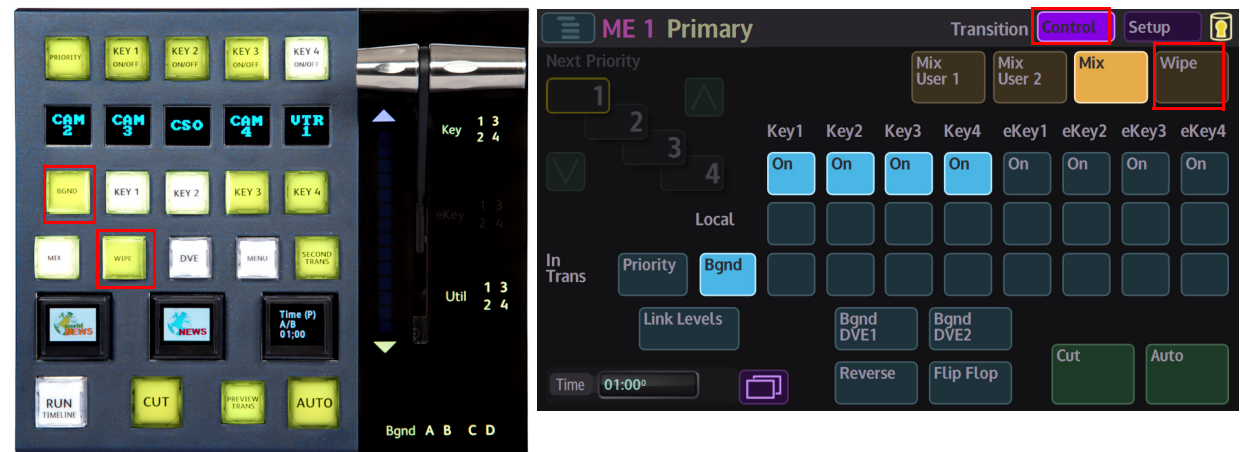 PRIORITY
KEY 1
ON/OFF
KEY 2
ON/OFF
KEY 3
ON/OFF
KEY 4
ON/OFF
CAM
2
CAM
3
CSO
CAM
4
VTR
1
BGND
KEY 1
KEY 2
KEY 3
KEY 4
MIX
WIPE
DVE
MENU
SECOND
TRANS
world
NEWS
NEWS
Time (P)
A/B
01;00
RUN
TIMELINE
CUT
PREVIEW
TRANS
AUTO
Key 1 3
2 4
eKey 1 3
2 4
Util 1 3
2 4
Bgnd A B C D
ME 1 Primary
Transition Control Setup
Next Priority
1
2
3
4
Mix
User 1
Mix
User 2
Mix
Wipe
Key1 Key2 Key3 Key4 eKey1 eKey2 eKey3 eKey4
On On On On On On On On
Local
In
Trans
Priority
Bgnd
Link Levels
Bgnd
DVE1
Bgnd
DVE2
Cut
Auto
Time 01:00⁰
Reverse
Flip Flop